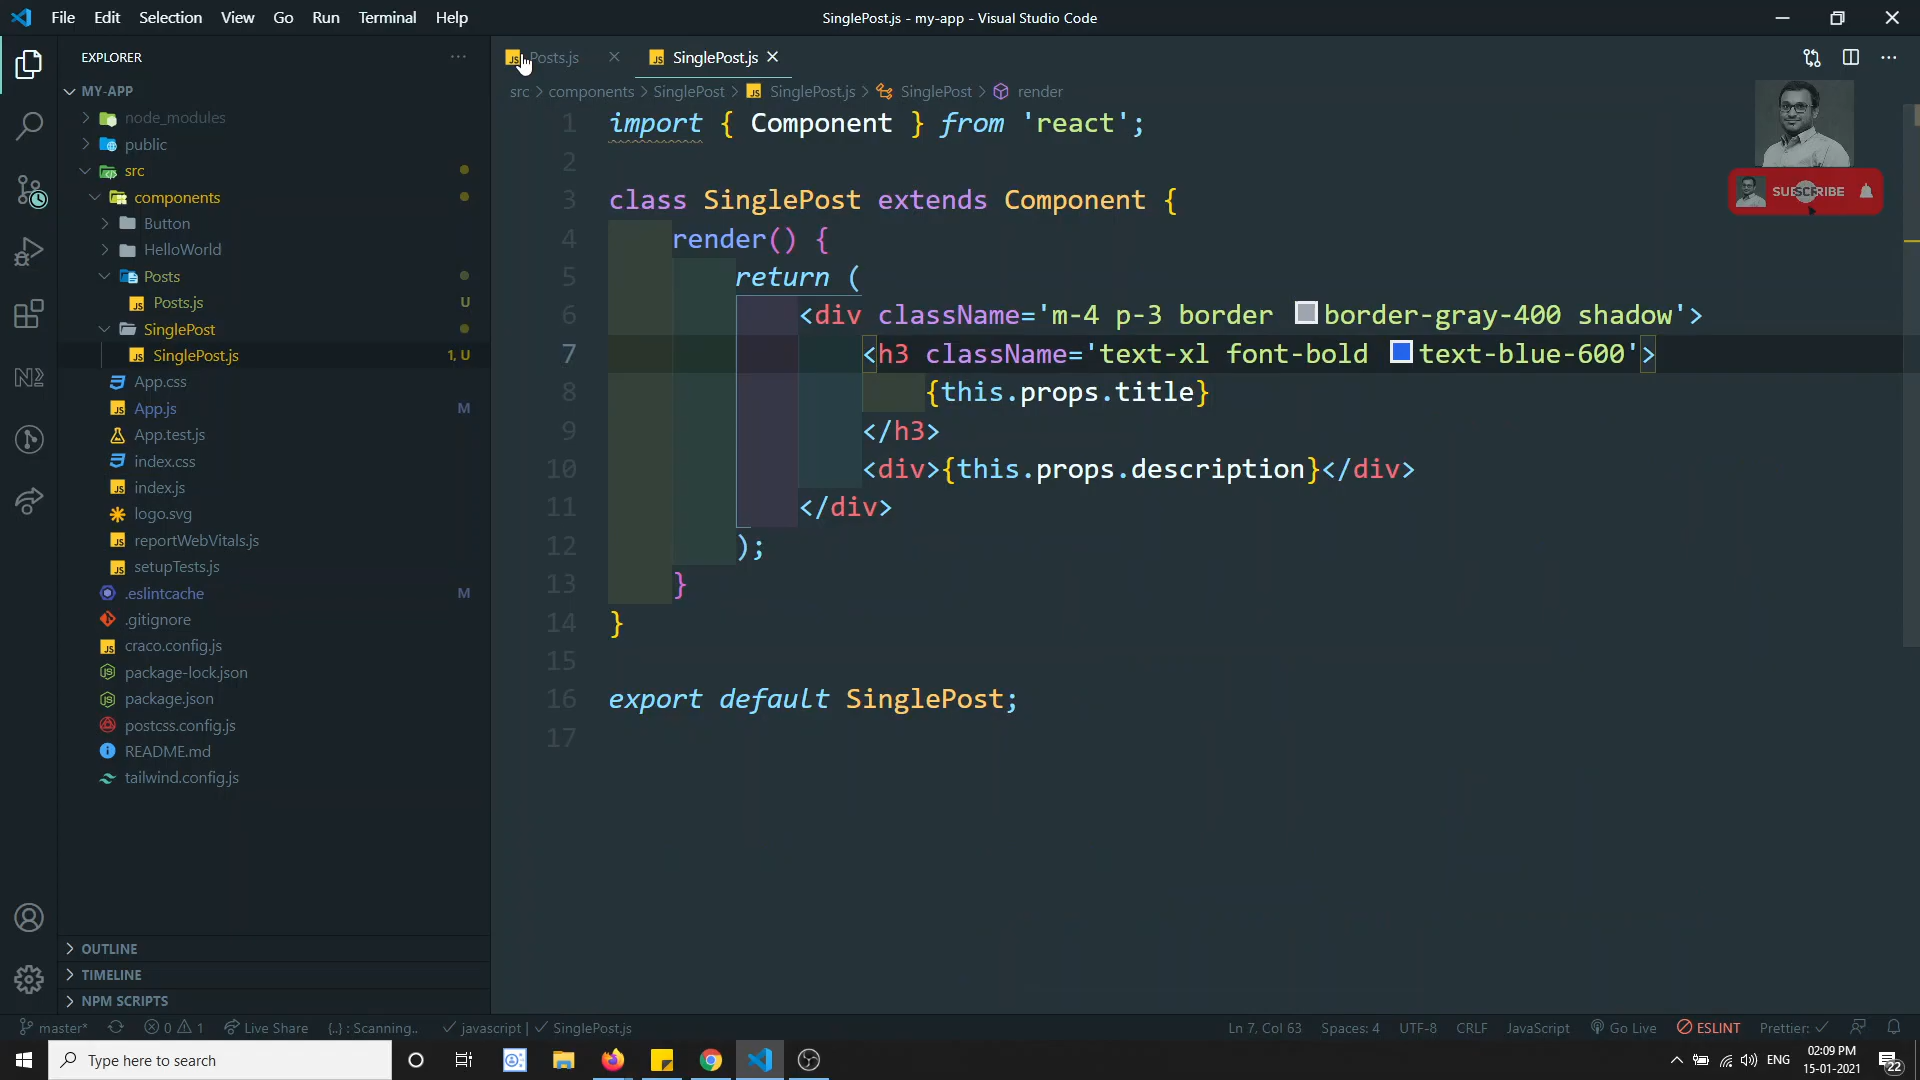 File Edit Selection View Go Run Terminal Help
SinglePost.js - my-app - Visual Studio Code
EXPLORER
MY-APP
node_modules
public
src
components
Button
HelloWorld
Posts
Posts.js U
SinglePost
SinglePost.js 1, U
App.css
App.js M
App.test.js
index.css
index.js
logo.svg
reportWebVitals.js
setupTests.js
.eslintcache M
.gitignore
craco.config.js
package-lock.json
package.json
postcss.config.js
README.md
tailwind.config.js
OUTLINE
TIMELINE
NPM SCRIPTS
Posts.js SinglePost.js
src > components > SinglePost > SinglePost.js > SinglePost > render
1 import { Component } from 'react';
2
3 class SinglePost extends Component {
4 render() {
5 return (
6 <div className='m-4 p-3 border border-gray-400 shadow'>
7 <h3 className='text-xl font-bold text-blue-600'>
8 {this.props.title}
9 </h3>
10 <div>{this.props.description}</div>
11 </div>
12 );
13 }
14 }
15
16 export default SinglePost;
17
SUBSCRIBE
master* 0 1 Live Share {..} : Scanning.. javascript | SinglePost.js
Ln 7, Col 63 Spaces: 4 UTF-8 CRLF JavaScript Go Live ESLINT Prettier:
Type here to search
ENG
02:09 PM
15-01-2021
22